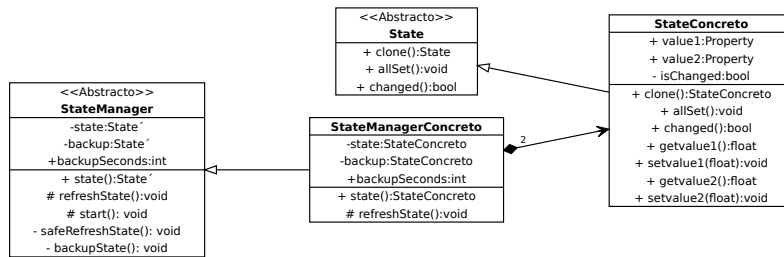 <<Abstracto>>
State
+ clone():State
+ allSet():void
+ changed():bool
StateConcreto
+ value1:Property
+ value2:Property
- isChanged:bool
+ clone():StateConcreto
+ allSet():void
+ changed():bool
+ getvalue1():float
+ setvalue1(float):void
+ getvalue2():float
+ setvalue2(float):void
<<Abstracto>>
StateManager
-state:State´
-backup:State´
+backupSeconds:int
+ state():State´
# refreshState():void
# start(): void
- safeRefreshState(): void
- backupState(): void
StateManagerConcreto
-state:StateConcreto
-backup:StateConcreto
+backupSeconds:int
+ state():StateConcreto
# refreshState():void
2